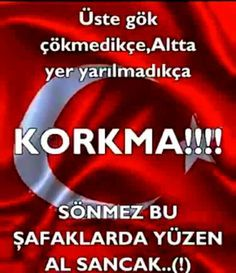 Üste gök
çökmedikçe,Altta
yer yarılmadıkça
KORKMA!!!!
SÖNMEZ BU
ŞAFAKLARDA YÜZEN
AL SANCAK..(!)